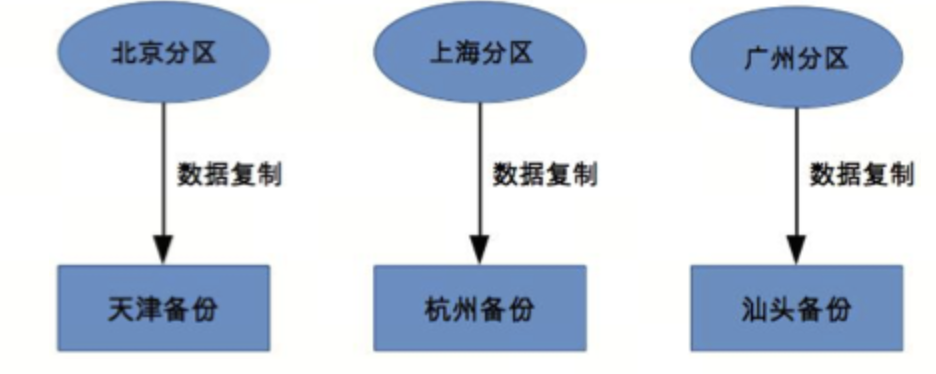 北京分区
上海分区
广州分区
数据复制
数据复制
数据复制
天津备份
杭州备份
汕头备份